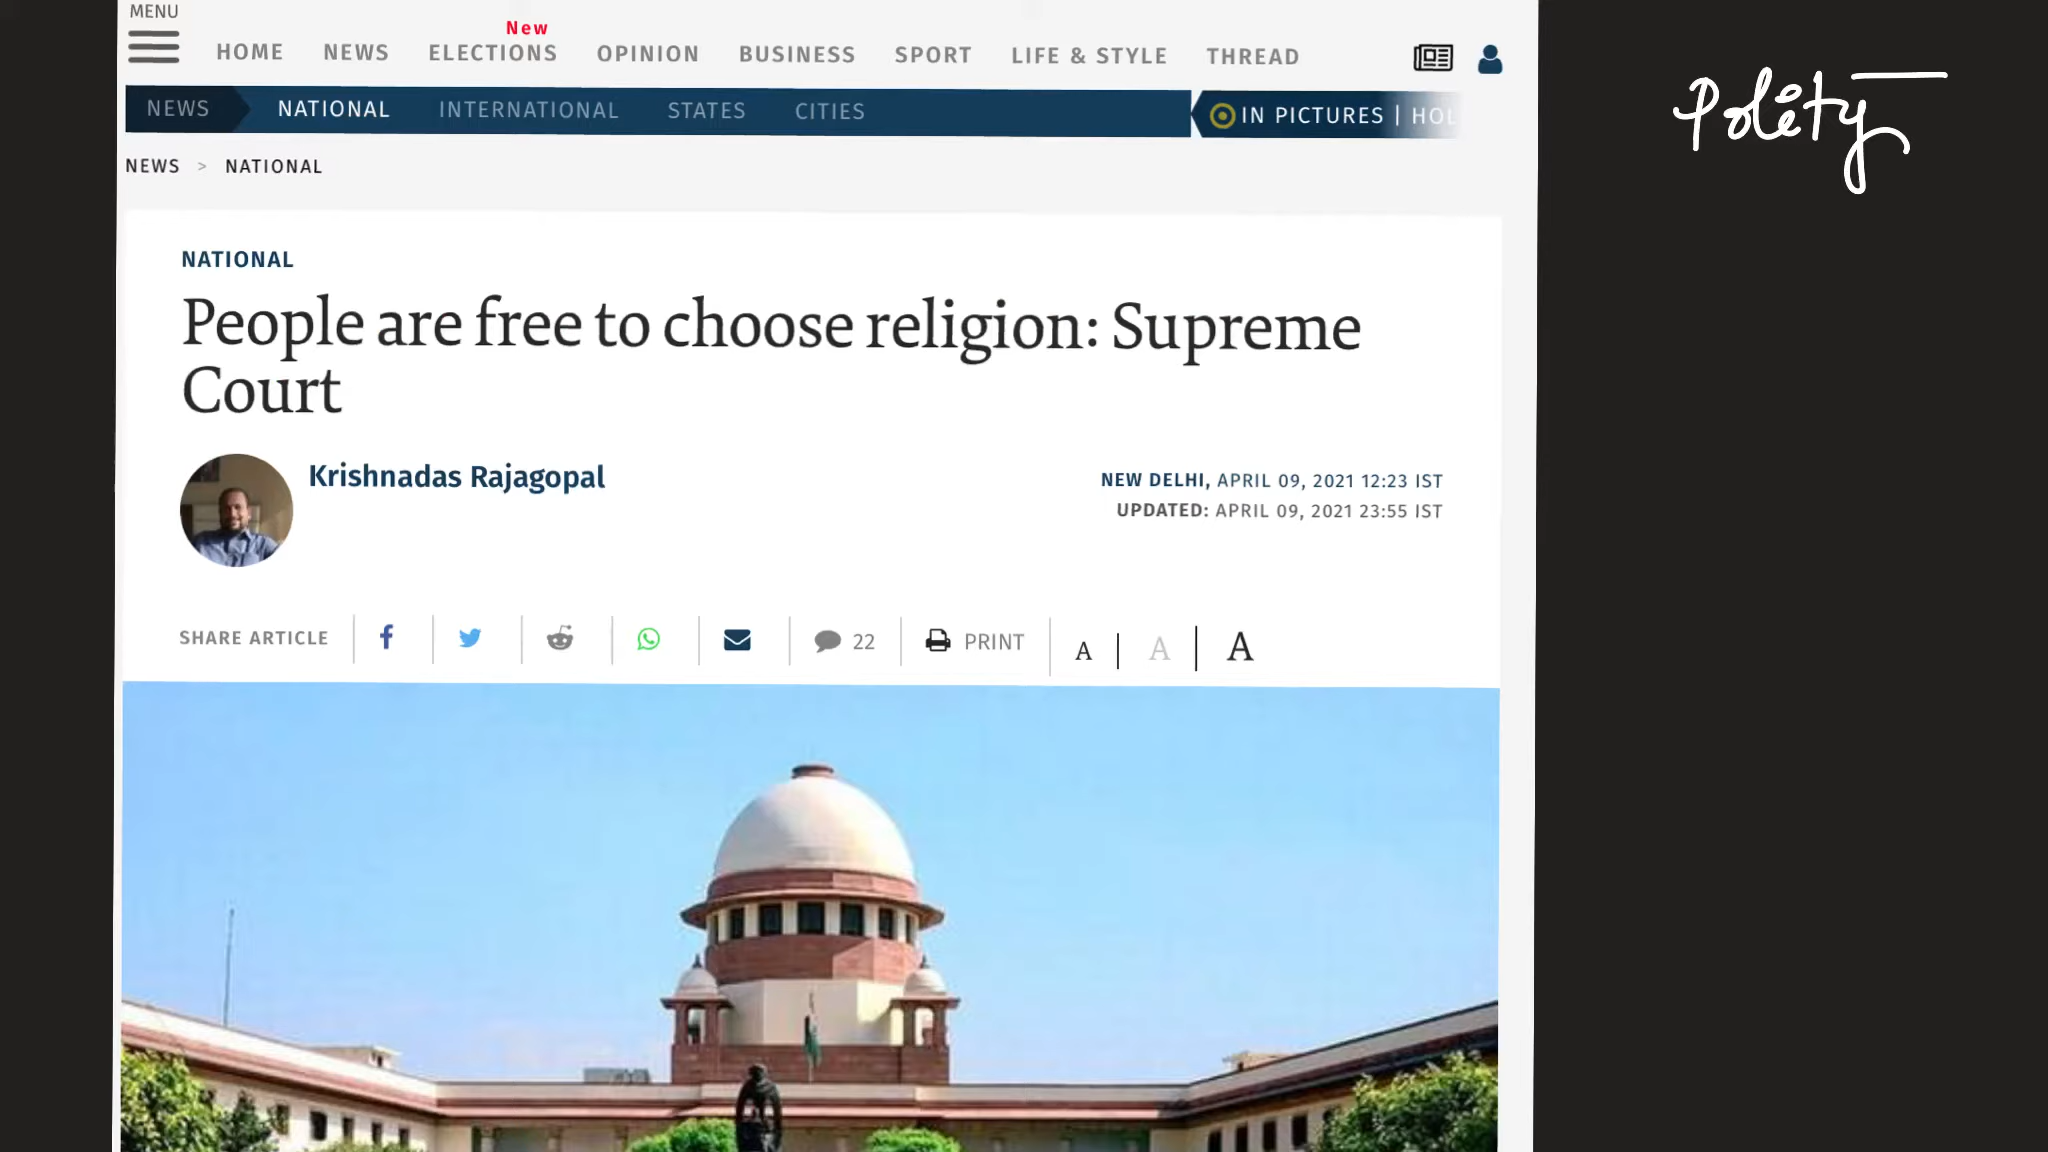 MENU
HOME NEWS New ELECTIONS OPINION BUSINESS SPORT LIFE & STYLE THREAD
NEWS NATIONAL INTERNATIONAL STATES CITIES IN PICTURES | HOL
NEWS > NATIONAL
Polity
NATIONAL
People are free to choose religion: Supreme
Court
Krishnadas Rajagopal
NEW DELHI, APRIL 09, 2021 12:23 IST
UPDATED: APRIL 09, 2021 23:55 IST
SHARE ARTICLE 22 PRINT A | A | A